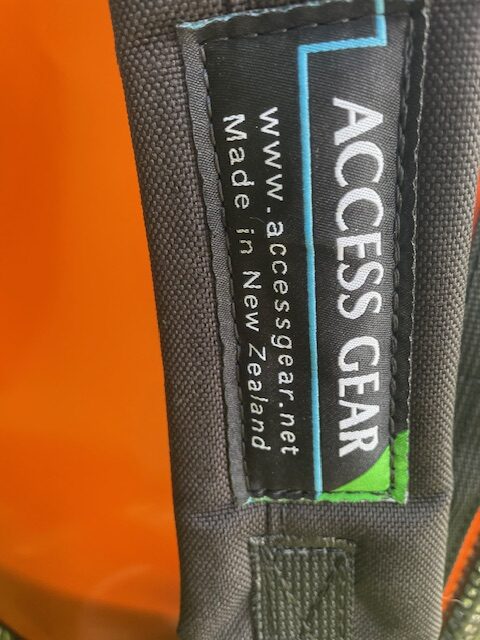 ACCESS GEAR
www.accessgear.net
Made in New Zealand